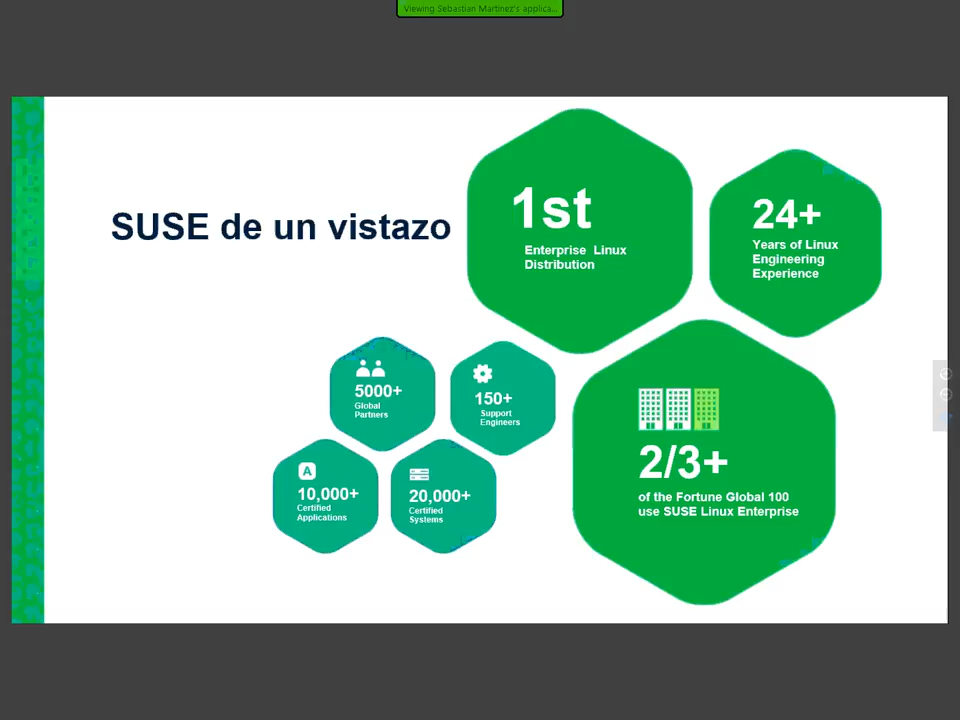 Viewing Sebastian Martinez's applica...
SUSE de un vistazo
1st
Enterprise Linux
Distribution
24+
Years of Linux
Engineering
Experience
5000+
Global
Partners
150+
Support
Engineers
A
10,000+
Certified
Applications
20,000+
Certified
Systems
2/3+
of the Fortune Global 100
use SUSE Linux Enterprise